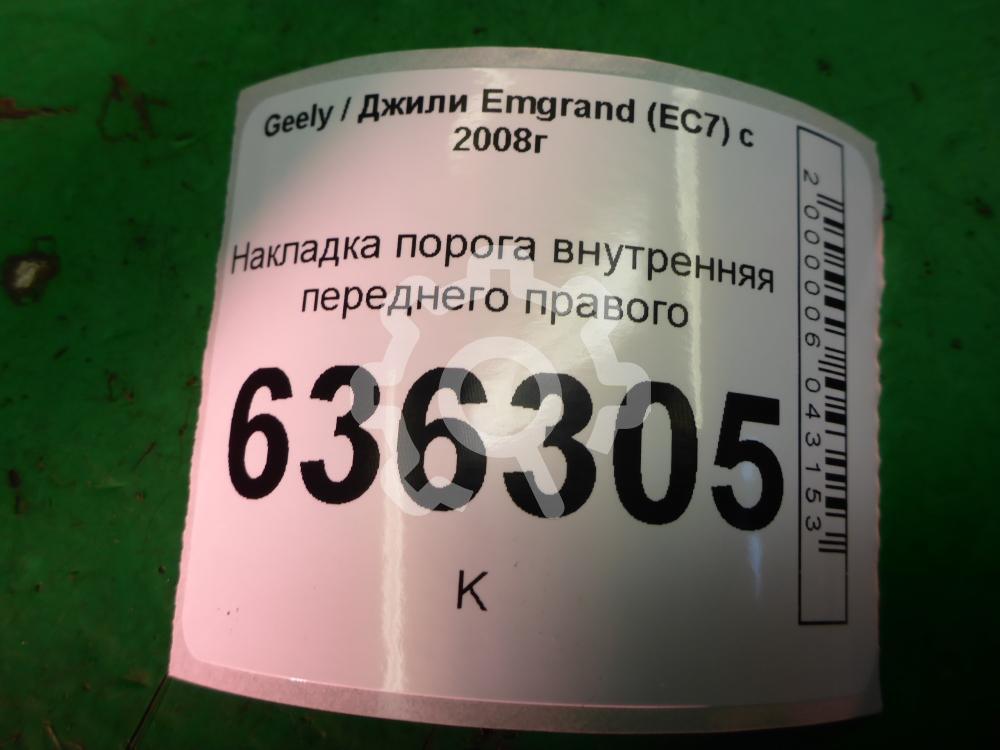 Geely / Джили Emgrand (EC7) с
2008г
Накладка порога внутренняя
переднего правого
636305
К
2000006043153